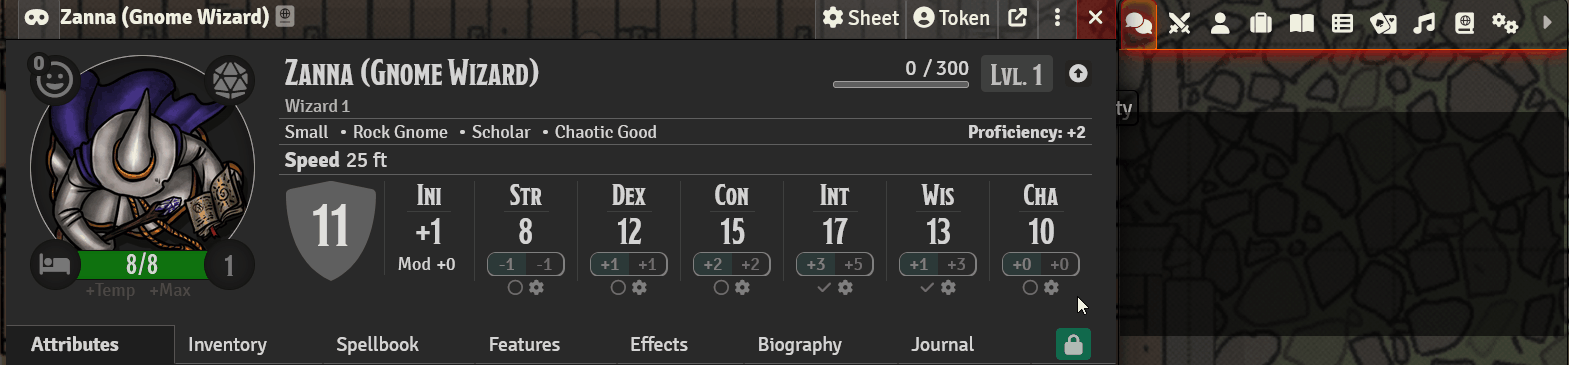 Zanna (Gnome Wizard) Sheet Token
0
Zanna (Gnome Wizard) 0 / 300 Lvl. 1
Wizard 1
Small • Rock Gnome • Scholar • Chaotic Good Proficiency: +2
Speed 25 ft
11 Ini Str Dex Con Int Wis Cha
+1 8 12 15 17 13 10
Mod +0 -1 -1 +1 +1 +2 +2 +3 +5 +1 +3 +0 +0
8/8 1
+Temp +Max
Attributes Inventory Spellbook Features Effects Biography Journal
ty